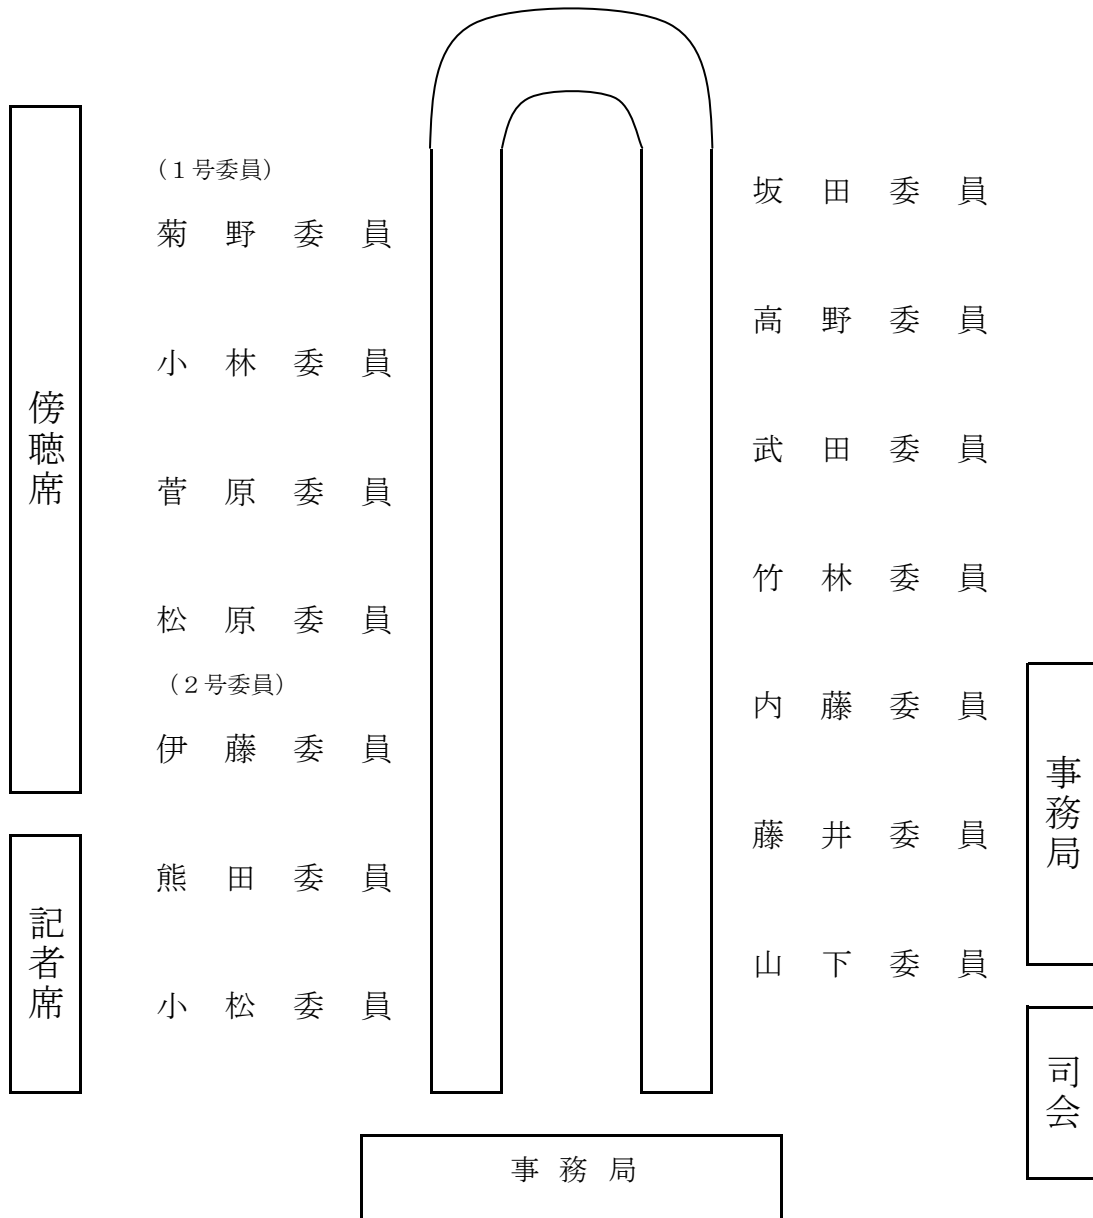 傍聴席
記者席
（１号委員）
菊野委員
小林委員
菅原委員
松原委員
（２号委員）
伊藤委員
熊田委員
小松委員
坂田委員
高野委員
武田委員
竹林委員
内藤委員
藤井委員
山下委員
事務局
司会
事務局